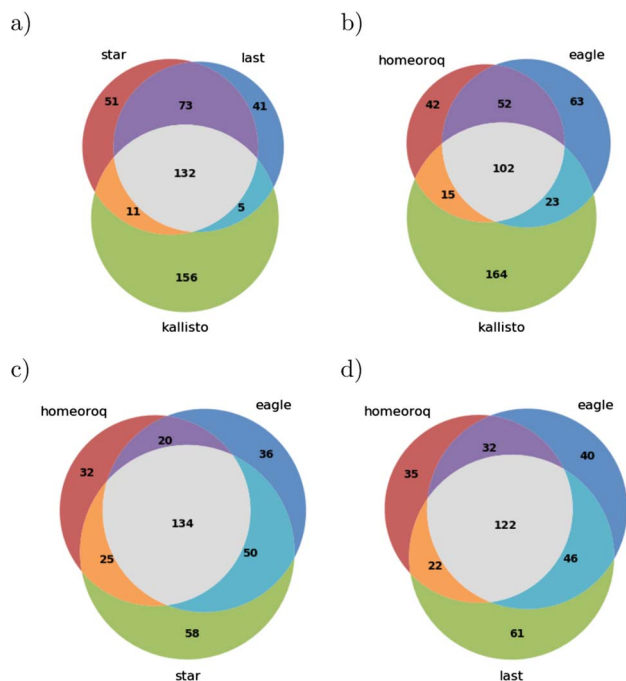 a)
b)
star
last
homeoroq
eagle
51
73
41
42
52
63
132
102
11
5
15
23
156
164
kallisto
kallisto
c)
d)
homeoroq
eagle
homeoroq
eagle
20
36
32
40
32
35
134
122
25
50
22
46
58
61
star
last